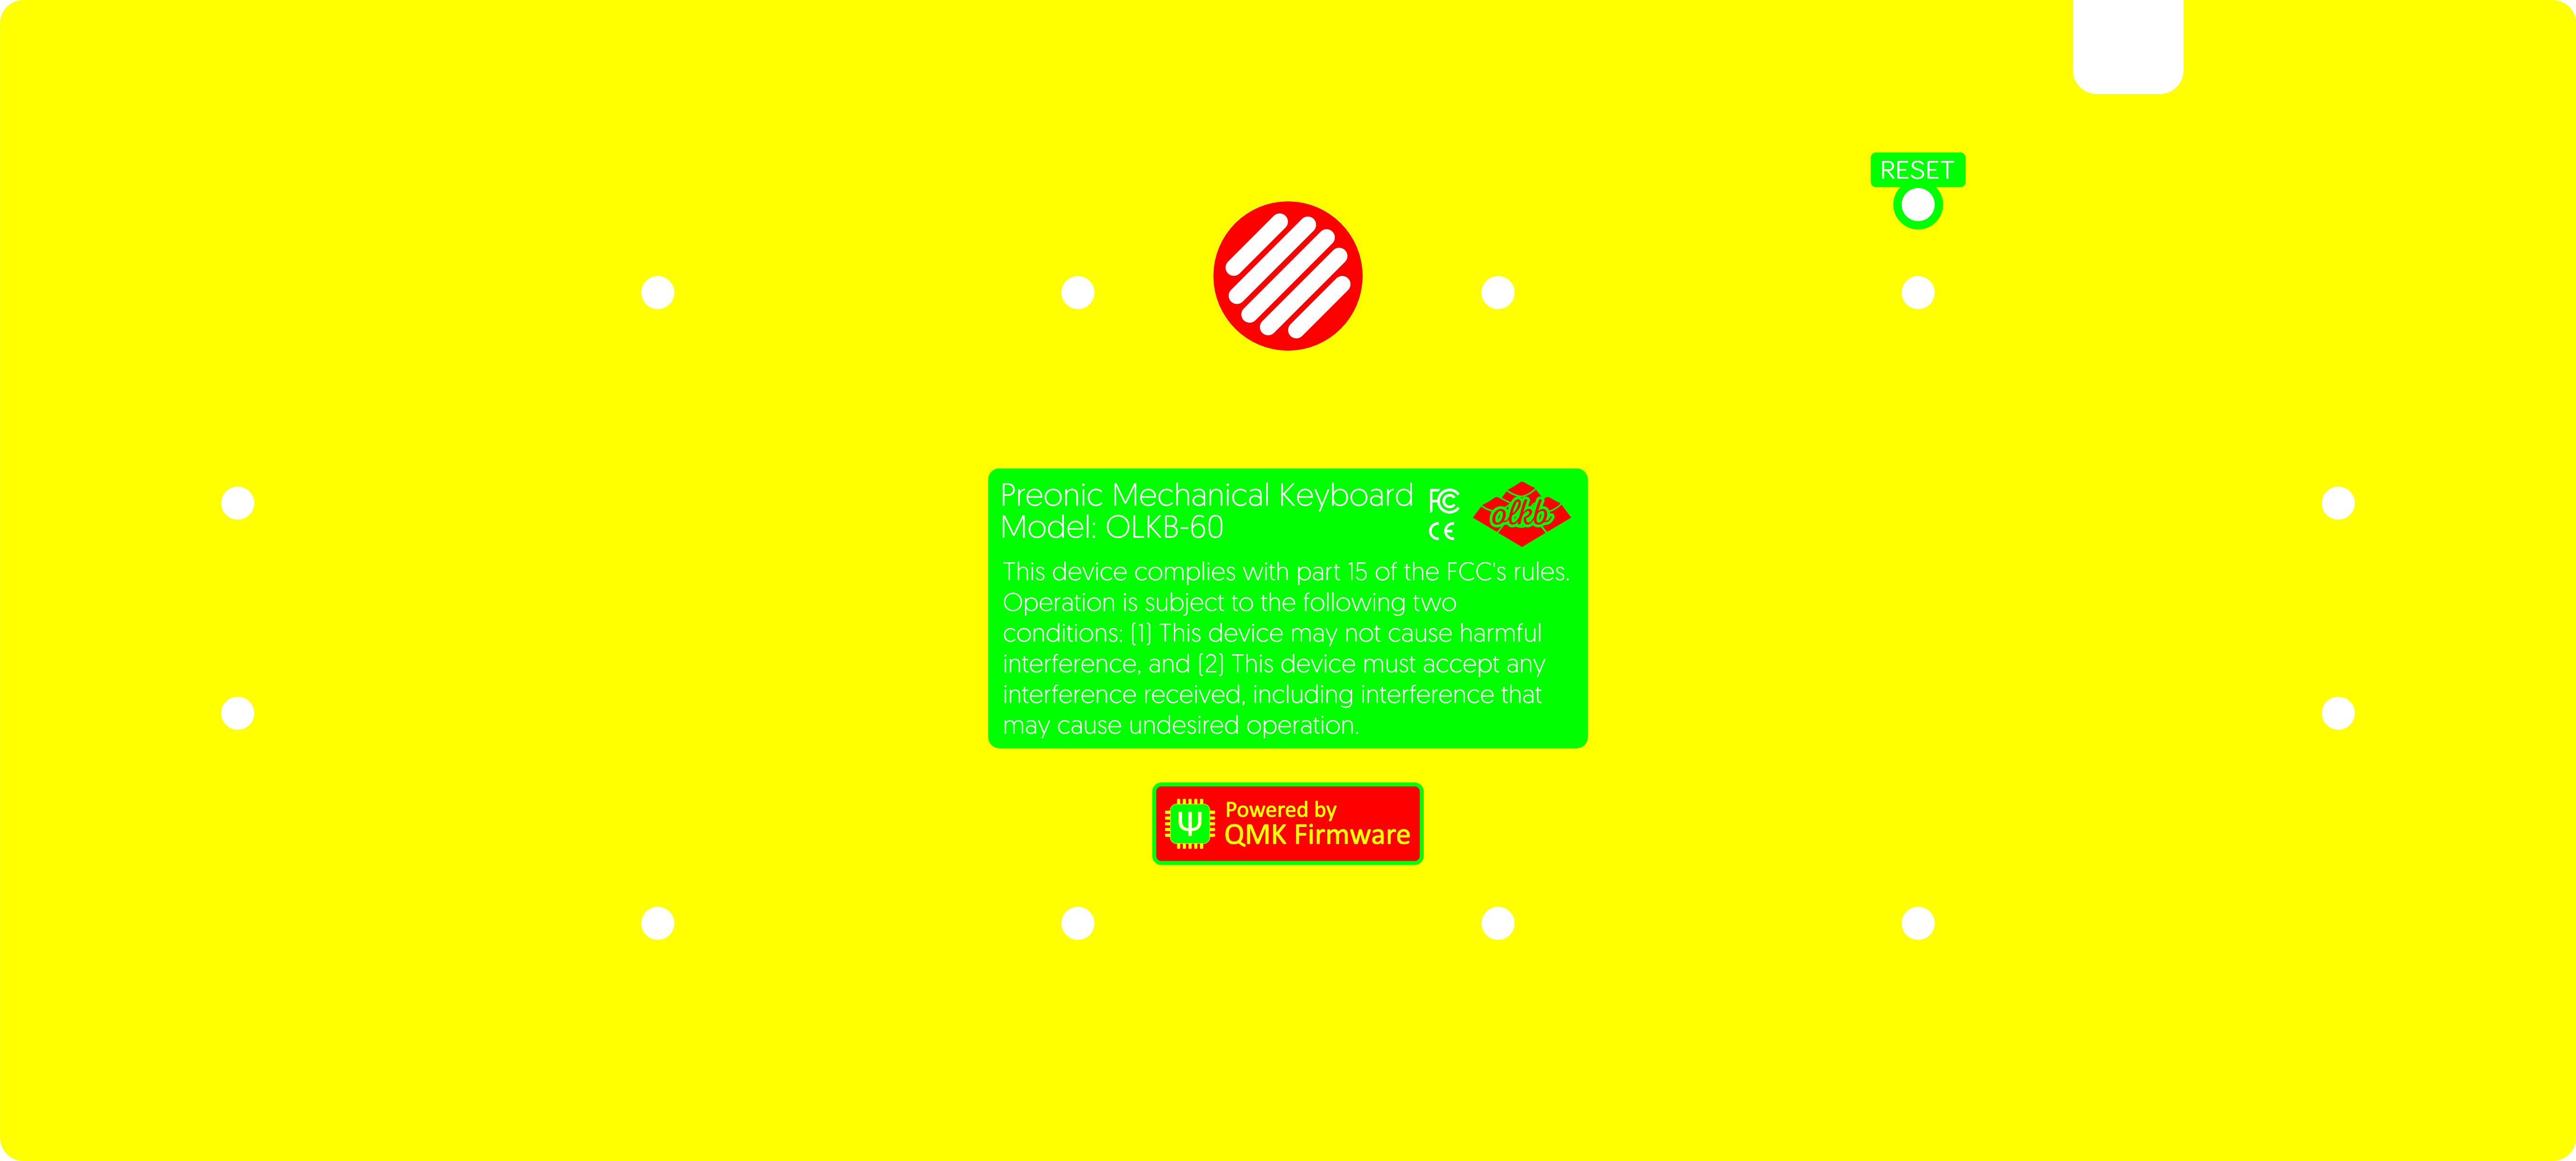 RESET
Preonic Mechanical Keyboard
Model: OLKB-60
FC
CE
olkb
This device complies with part 15 of the FCC's rules.
Operation is subject to the following two
conditions: (1) This device may not cause harmful
interference, and (2) This device must accept any
interference received, including interference that
may cause undesired operation.
Powered by
QMK Firmware